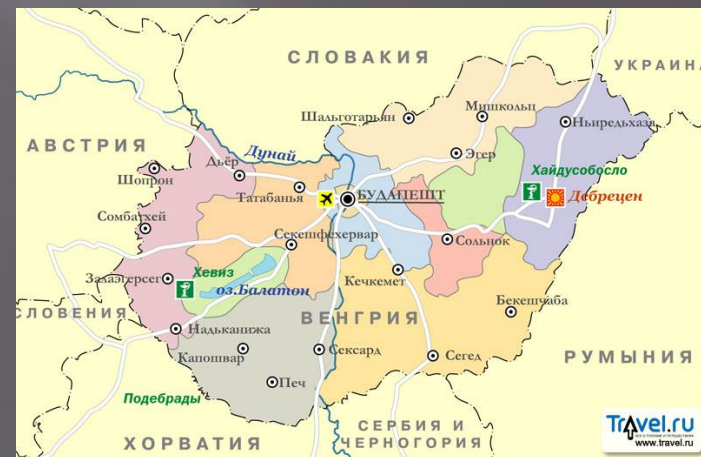 СЛОВАКИЯ
УКРАИНА
Шальготарьян
Мишкольц
Ньиредьхаза
АВСТРИЯ
Дунай
Эгер
Дьёр
Шопрон
Татабанья
Хайдусобосло
БУДАПЕШТ
Дебрецен
Сомбатхей
Секешфехервар
Сольнок
Залаэгерсег
Хевиз
оз.Балатон
Кечкемет
Бекешчаба
СЛОВЕНИЯ
ВЕНГРИЯ
Надьканижа
Капошвар
Сексард
Сегед
РУМЫНИЯ
Печ
Подебрады
ХОРВАТИЯ
СЕРБИЯ И
ЧЕРНОГОРИЯ
Travel.ru
www.travel.ru